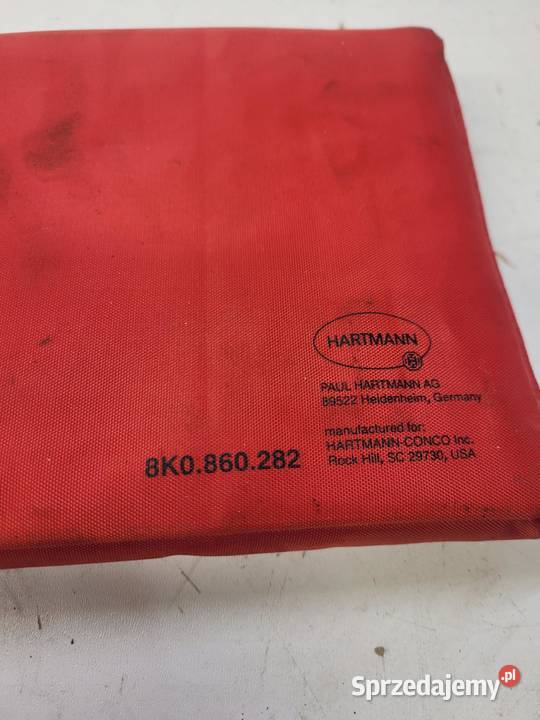 HARTMANN
PAUL HARTMANN AG
89522 Heidenheim, Germany
manufactured for:
HARTMANN-CONCO Inc.
Rock Hill, SC 29730, USA
8K0.860.282
Sprzedajemy.pl